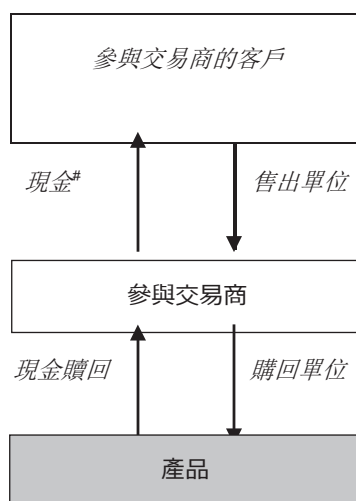 參與交易商的客戶
現金#
售出單位
參與交易商
現金贖回
購回單位
產品